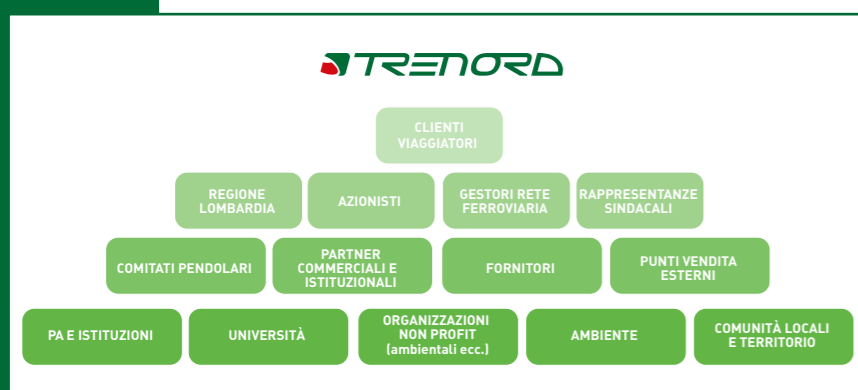 TRENORD
CLIENTI
VIAGGIATORI
REGIONE
LOMBARDIA
AZIONISTI
GESTORI RETE
FERROVIARIA
RAPPRESENTANZE
SINDACALI
COMITATI PENDOLARI
PARTNER
COMMERCIALI E
ISTITUZIONALI
FORNITORI
PUNTI VENDITA
ESTERNI
PA E ISTITUZIONI
UNIVERSITÀ
ORGANIZZAZIONI
NON PROFIT
(ambientali ecc.)
AMBIENTE
COMUNITÀ LOCALI
E TERRITORIO